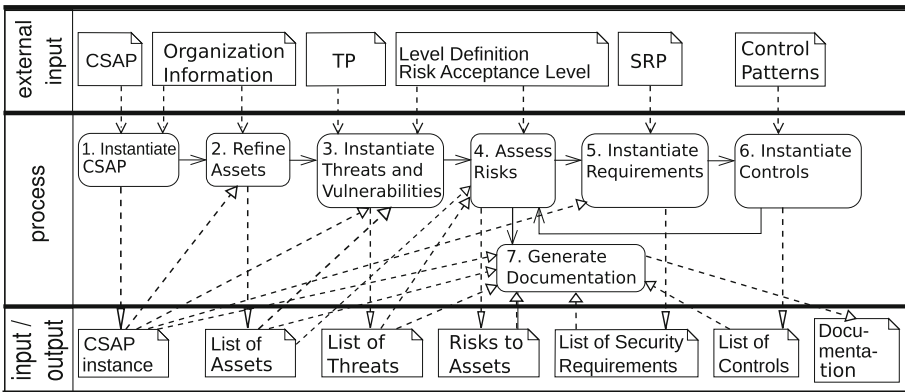 external
input
CSAP
Organization
Information
TP
Level Definition
Risk Acceptance Level
SRP
Control
Patterns
process
1. Instantiate
CSAP
2. Refine
Assets
3. Instantiate
Threats and
Vulnerabilities
4. Assess
Risks
5. Instantiate
Requirements
6. Instantiate
Controls
7. Generate
Documentation
input /
output
CSAP
instance
List of
Assets
List of
Threats
Risks to
Assets
List of Security
Requirements
List of
Controls
Docu-
menta-
tion